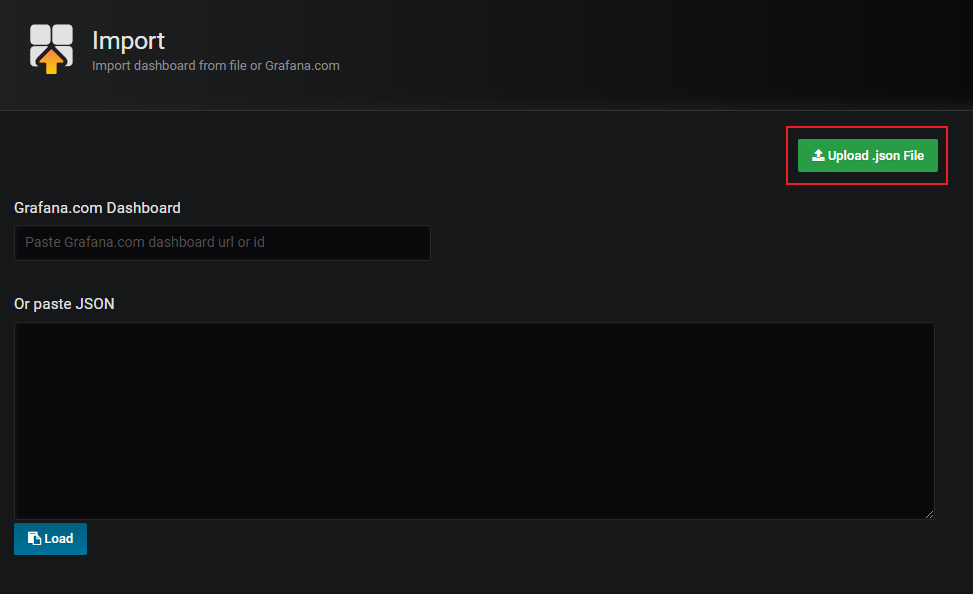 Import
Import dashboard from file or Grafana.com
Upload .json File
Grafana.com Dashboard
Paste Grafana.com dashboard url or id
Or paste JSON
Load